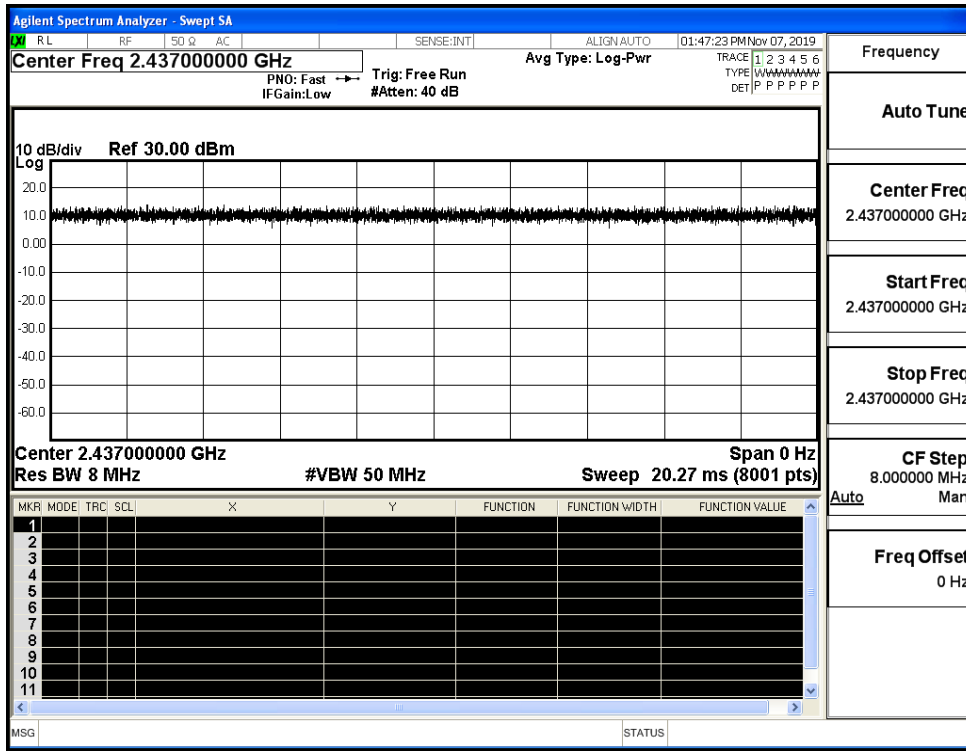 Agilent Spectrum Analyzer - Swept SA
LXI RL RF 50 Ω AC SENSE:INT ALIGN AUTO 01:47:23 PM Nov 07, 2019
Center Freq 2.437000000 GHz
PNO: Fast
IFGain:Low
Trig: Free Run
#Atten: 40 dB
Avg Type: Log-Pwr
TRACE 1 2 3 4 5 6
TYPE
DET P P P P P P
10 dB/div Ref 30.00 dBm
Log
20.0
10.0
0.00
-10.0
-20.0
-30.0
-40.0
-50.0
-60.0
Center 2.437000000 GHz Span 0 Hz
Res BW 8 MHz #VBW 50 MHz Sweep 20.27 ms (8001 pts)
MKR MODE TRC SCL X Y FUNCTION FUNCTION WIDTH FUNCTION VALUE
1
2
3
4
5
6
7
8
9
10
11
MSG STATUS
Frequency
Auto Tune
Center Freq
2.437000000 GHz
Start Freq
2.437000000 GHz
Stop Freq
2.437000000 GHz
CF Step
8.000000 MHz
Auto Man
Freq Offset
0 Hz